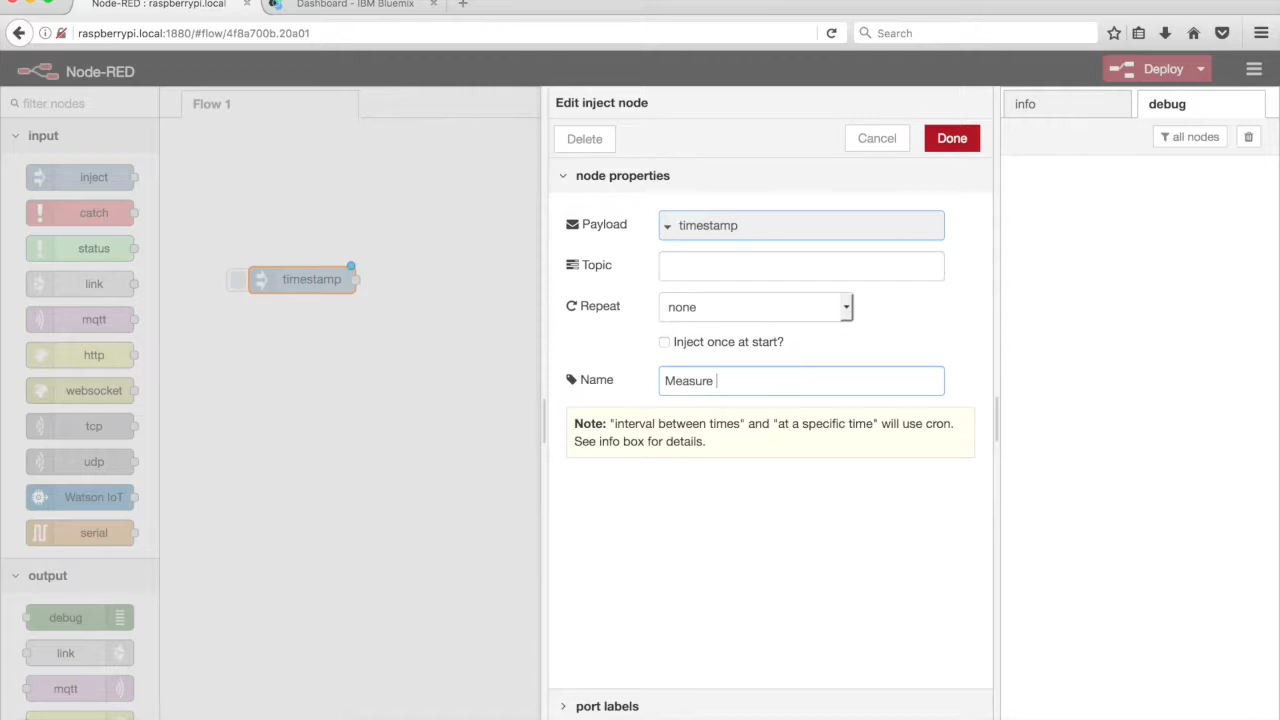 Node-RED : raspberrypi.local
Dashboard - IBM Bluemix
raspberrypi.local:1880/#flow/4f8a700b.20a01
Search
Node-RED
Deploy
filter nodes
Flow 1
Edit inject node
info
debug
Delete
Cancel
Done
all nodes
input
inject
catch
status
link
mqtt
http
websocket
tcp
udp
Watson IoT
serial
output
debug
link
mqtt
timestamp
node properties
Payload
timestamp
Topic
Repeat
none
Inject once at start?
Name
Measure
Note: "interval between times" and "at a specific time" will use cron.
See info box for details.
port labels